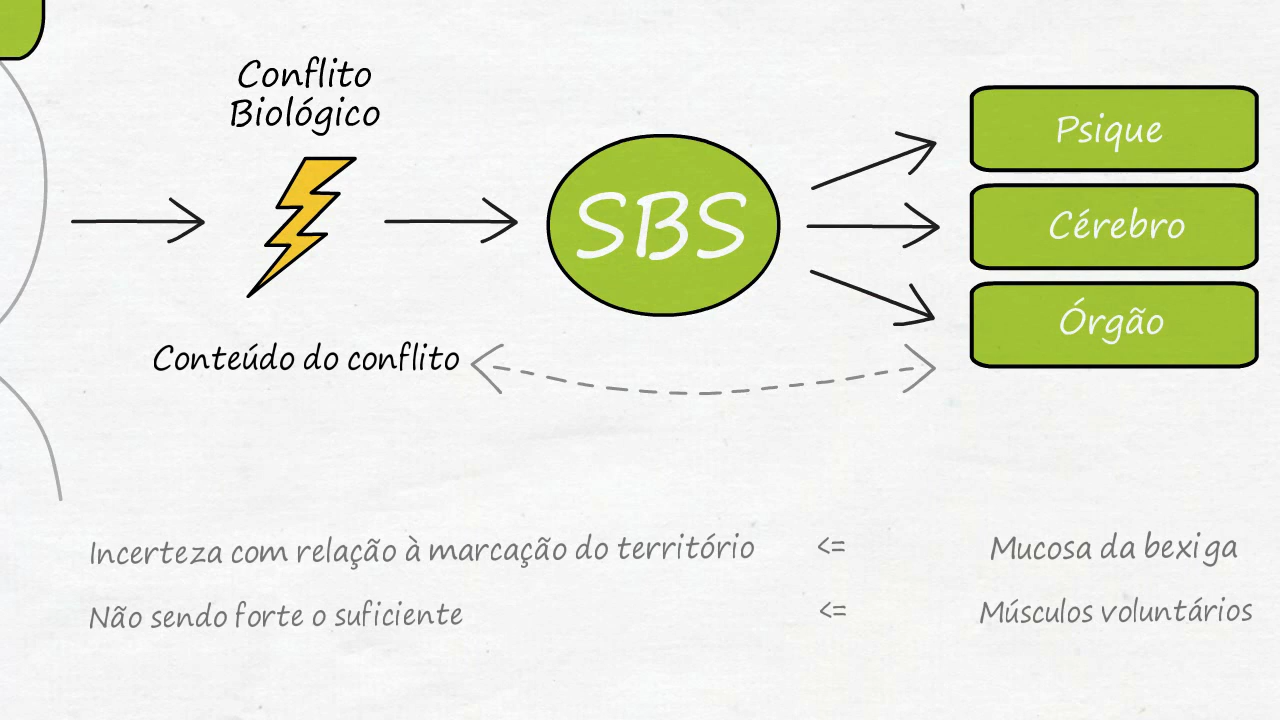 Conflito
Biológico
SBS
Psique
Cérebro
Órgão
Conteúdo do conflito
Incerteza com relação à marcação do território <= Mucosa da bexiga
Não sendo forte o suficiente <= Músculos voluntários